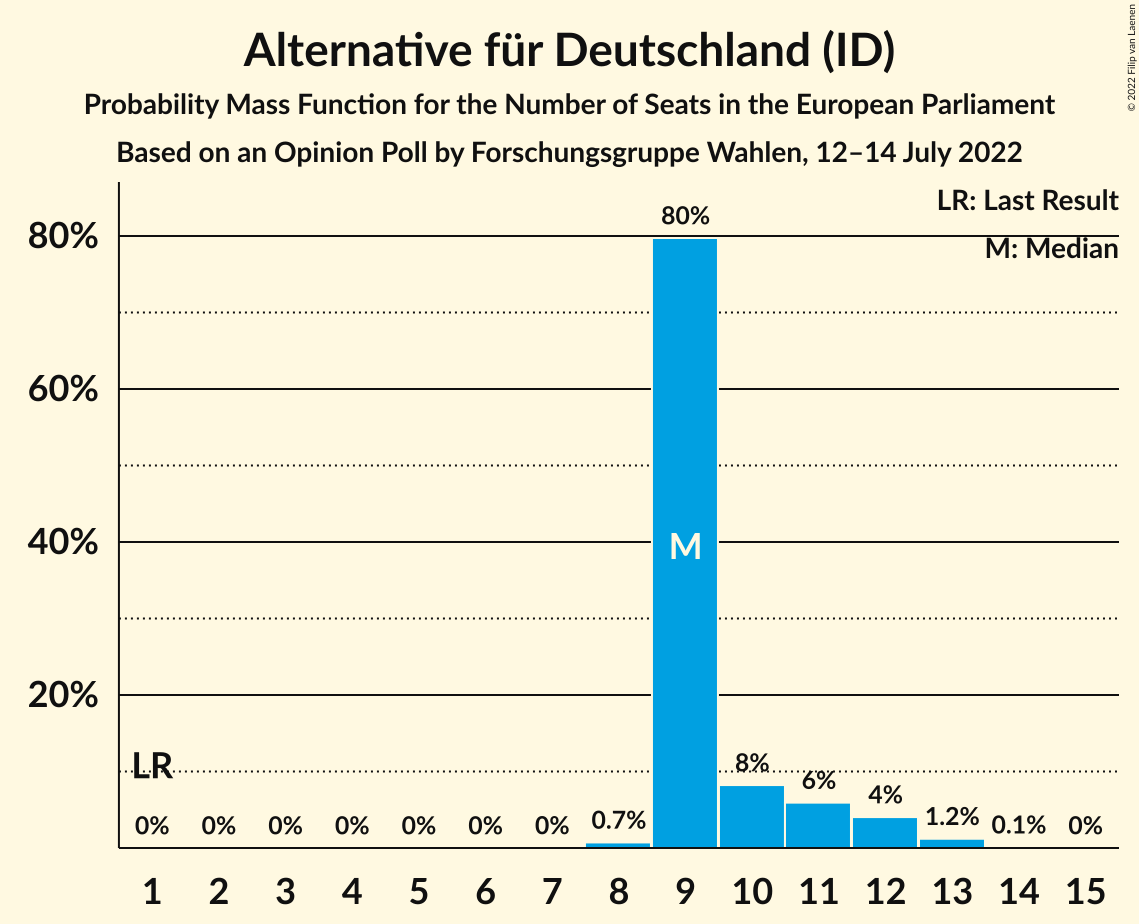 Alternative für Deutschland (ID)
Probability Mass Function for the Number of Seats in the European Parliament
Based on an Opinion Poll by Forschungsgruppe Wahlen, 12–14 July 2022
© 2022 Filip van Laenen
LR: Last Result
M: Median
80%
60%
40%
20%
80%
M
LR
0% 0% 0% 0% 0% 0% 0% 0.7% 8% 6% 4% 1.2% 0.1% 0%
1 2 3 4 5 6 7 8 9 10 11 12 13 14 15